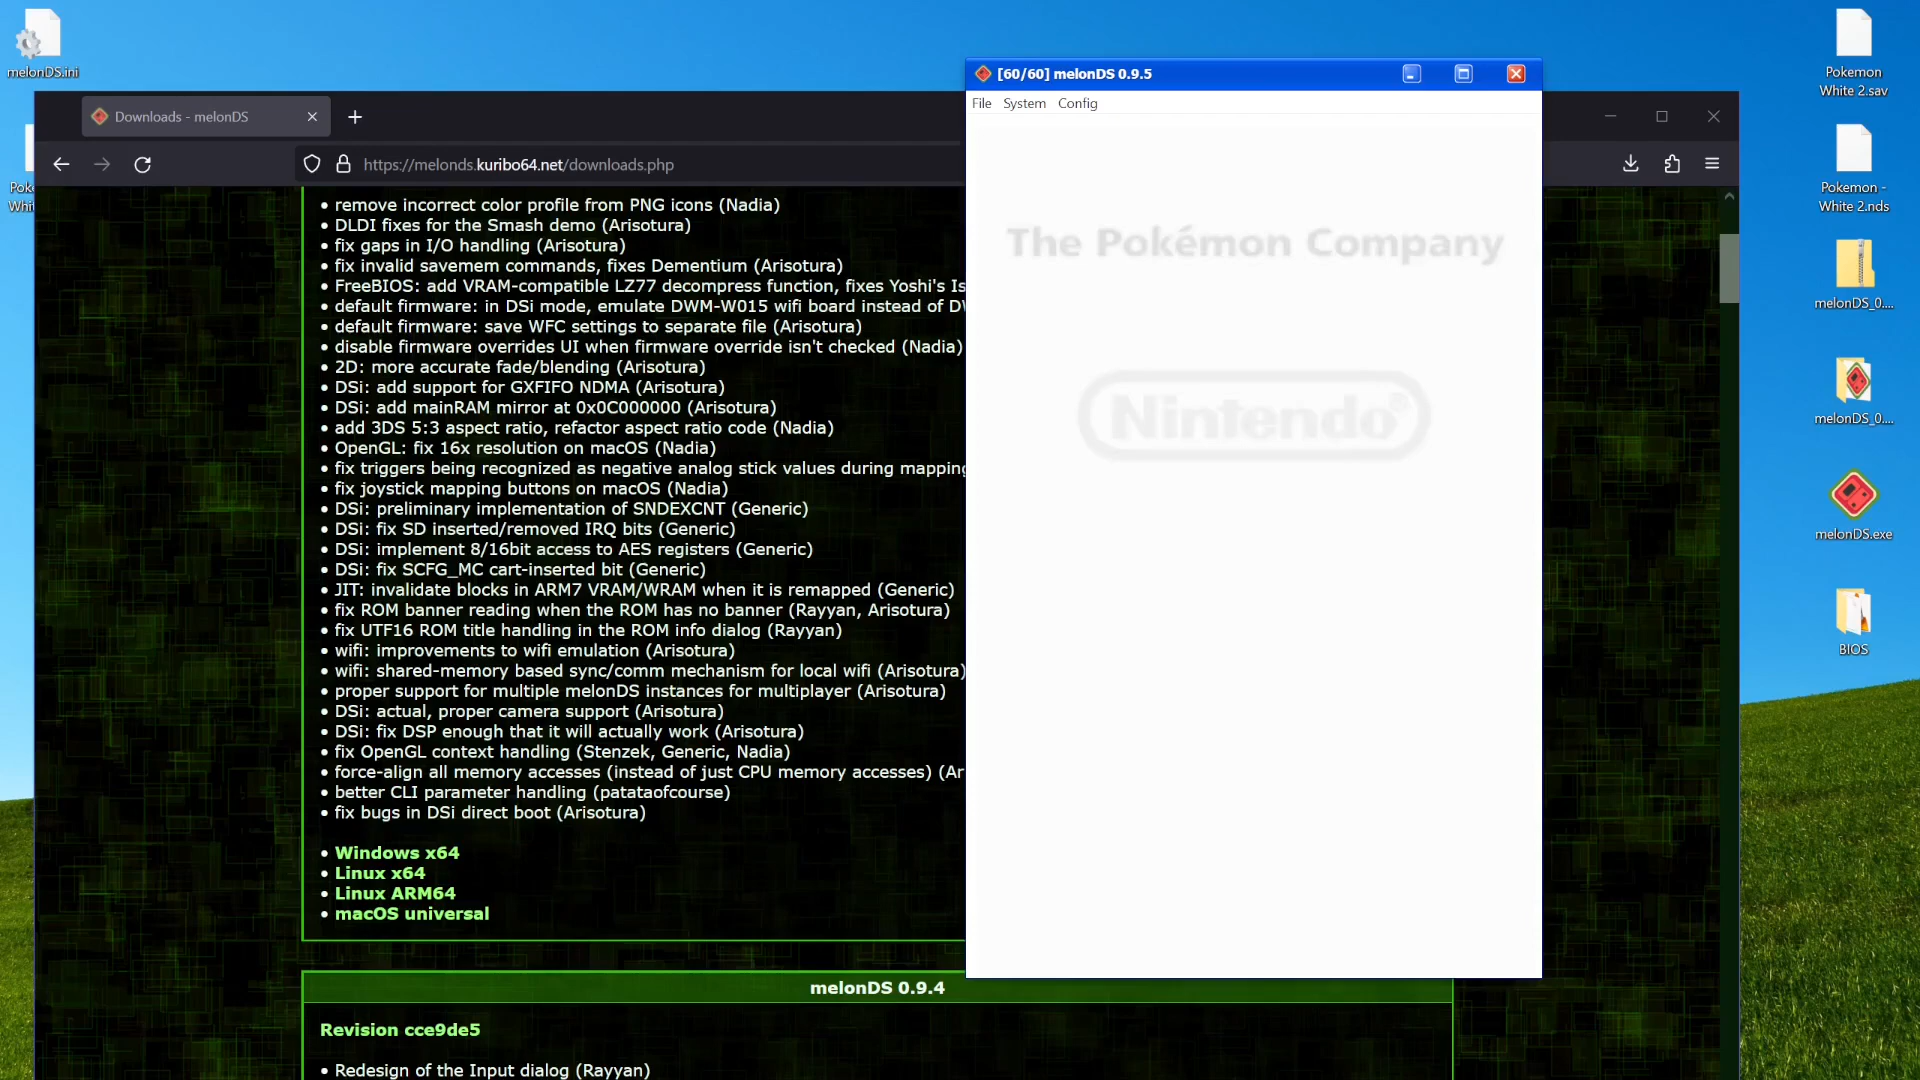 melonDS.ini
Downloads - melonDS
https://melonds.kuribo64.net/downloads.php
• remove incorrect color profile from PNG icons (Nadia)
• DLDI fixes for the Smash demo (Arisotura)
• fix gaps in I/O handling (Arisotura)
• fix invalid savemem commands, fixes Dementium (Arisotura)
• FreeBIOS: add VRAM-compatible LZ77 decompress function, fixes Yoshi's Is
• default firmware: in DSi mode, emulate DWM-W015 wifi board instead of DW
• default firmware: save WFC settings to separate file (Arisotura)
• disable firmware overrides UI when firmware override isn't checked (Nadia)
• 2D: more accurate fade/blending (Arisotura)
• DSi: add support for GXFIFO NDMA (Arisotura)
• DSi: add mainRAM mirror at 0x0C000000 (Arisotura)
• add 3DS 5:3 aspect ratio, refactor aspect ratio code (Nadia)
• OpenGL: fix 16x resolution on macOS (Nadia)
• fix triggers being recognized as negative analog stick values during mapping
• fix joystick mapping buttons on macOS (Nadia)
• DSi: preliminary implementation of SNDEXCNT (Generic)
• DSi: fix SD inserted/removed IRQ bits (Generic)
• DSi: implement 8/16bit access to AES registers (Generic)
• DSi: fix SCFG_MC cart-inserted bit (Generic)
• JIT: invalidate blocks in ARM7 VRAM/WRAM when it is remapped (Generic)
• fix ROM banner reading when the ROM has no banner (Rayyan, Arisotura)
• fix UTF16 ROM title handling in the ROM info dialog (Rayyan)
• wifi: improvements to wifi emulation (Arisotura)
• wifi: shared-memory based sync/comm mechanism for local wifi (Arisotura)
• proper support for multiple melonDS instances for multiplayer (Arisotura)
• DSi: actual, proper camera support (Arisotura)
• DSi: fix DSP enough that it will actually work (Arisotura)
• fix OpenGL context handling (Stenzek, Generic, Nadia)
• force-align all memory accesses (instead of just CPU memory accesses) (Ar
• better CLI parameter handling (patataofcourse)
• fix bugs in DSi direct boot (Arisotura)
• Windows x64
• Linux x64
• Linux ARM64
• macOS universal
melonDS 0.9.4
Revision cce9de5
• Redesign of the Input dialog (Rayyan)
[60/60] melonDS 0.9.5
File System Config
The Pokémon Company
Nintendo®
Pokemon
White 2.sav
Pokemon -
White 2.nds
melonDS_0....
melonDS_0....
melonDS.exe
BIOS